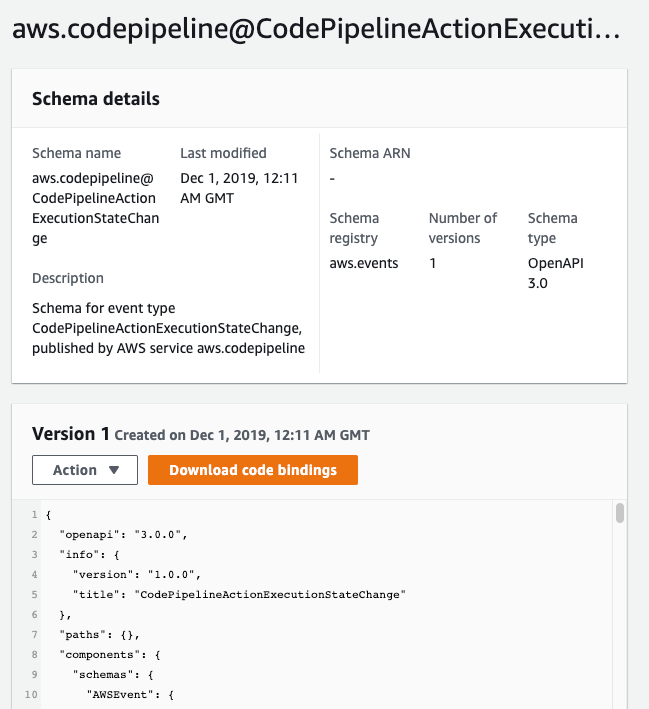 aws.codepipeline@CodePipelineActionExecuti...
Schema details
Schema name
aws.codepipeline@
CodePipelineAction
ExecutionStateChan
ge
Last modified
Dec 1, 2019, 12:11
AM GMT
Description
Schema for event type
CodePipelineActionExecutionStateChange,
published by AWS service aws.codepipeline
Schema ARN
-
Schema
registry
aws.events
Number of
versions
1
Schema
type
OpenAPI
3.0
Version 1 Created on Dec 1, 2019, 12:11 AM GMT
Action ▼
Download code bindings
1 {
2 "openapi": "3.0.0",
3 "info": {
4 "version": "1.0.0",
5 "title": "CodePipelineActionExecutionStateChange"
6 },
7 "paths": {},
8 "components": {
9 "schemas": {
10 "AWSEvent": {